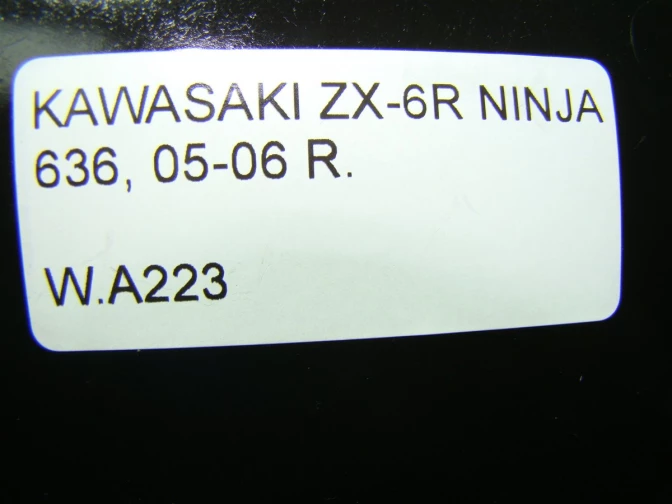 KAWASAKI ZX-6R NINJA
636, 05-06 R.
W.A223